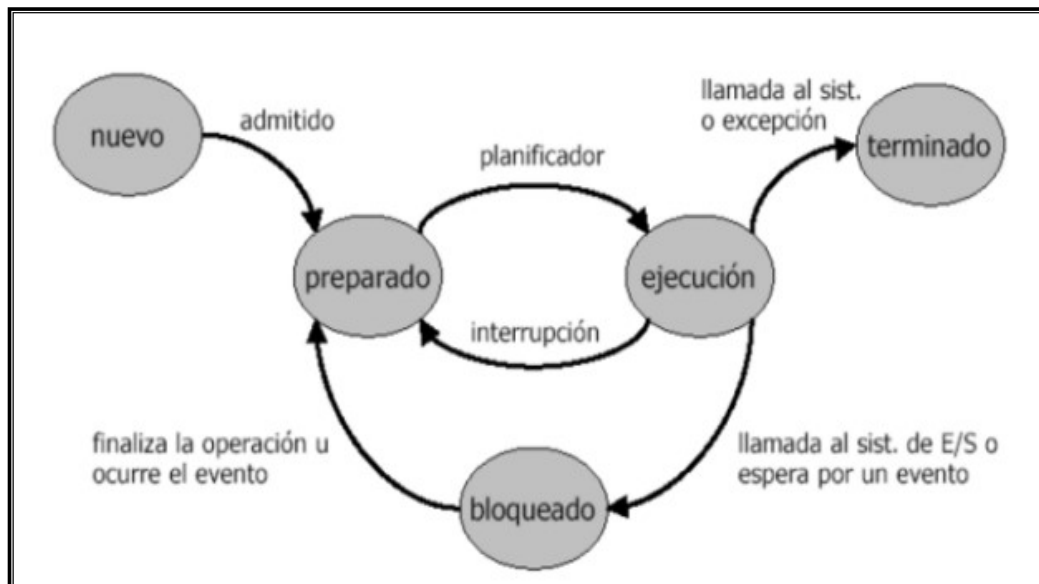 nuevo
admitido
planificador
llamada al sist.
o excepción
terminado
preparado
ejecución
interrupción
finaliza la operación u
ocurre el evento
llamada al sist. de E/S o
espera por un evento
bloqueado